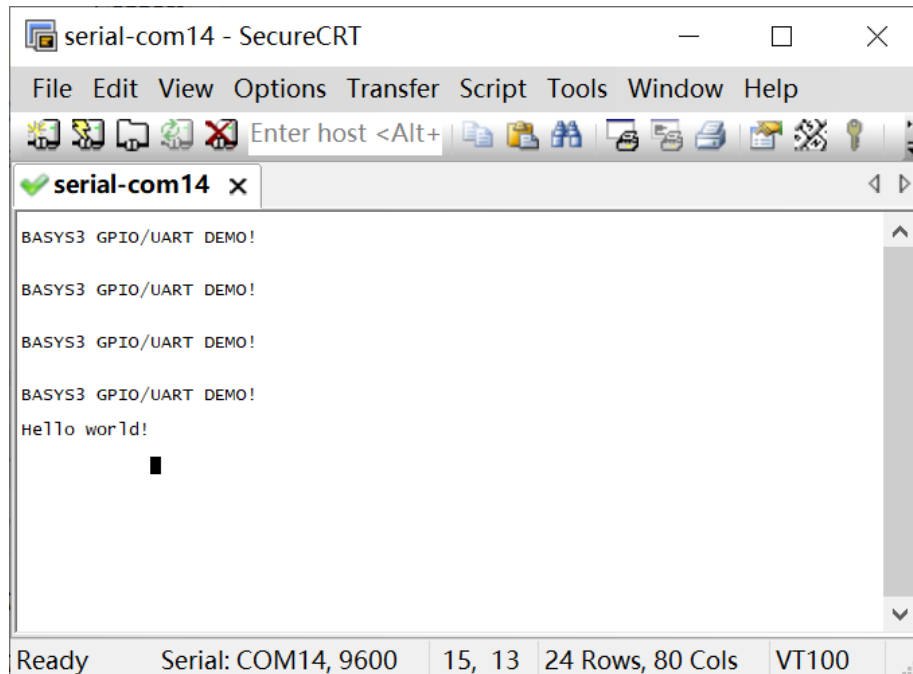 serial-com14 - SecureCRT
File Edit View Options Transfer Script Tools Window Help
Enter host <Alt+
serial-com14
BASYS3 GPIO/UART DEMO!
BASYS3 GPIO/UART DEMO!
BASYS3 GPIO/UART DEMO!
BASYS3 GPIO/UART DEMO!
Hello world!
Ready Serial: COM14, 9600 15, 13 24 Rows, 80 Cols VT100